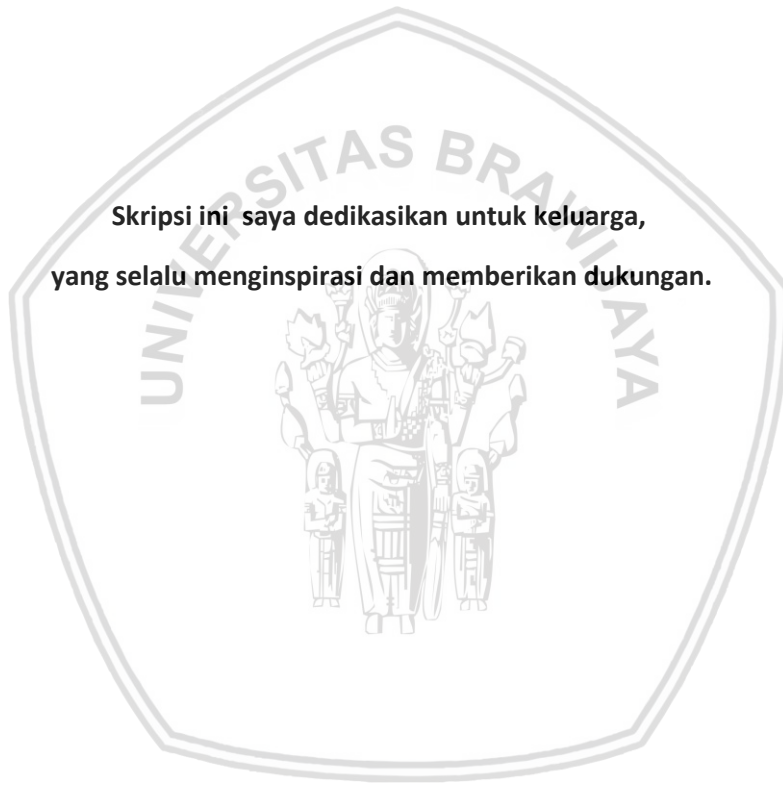 UNIVERSITAS BRAWIJAYA
Skripsi ini  saya dedikasikan untuk keluarga,
yang selalu menginspirasi dan memberikan dukungan.